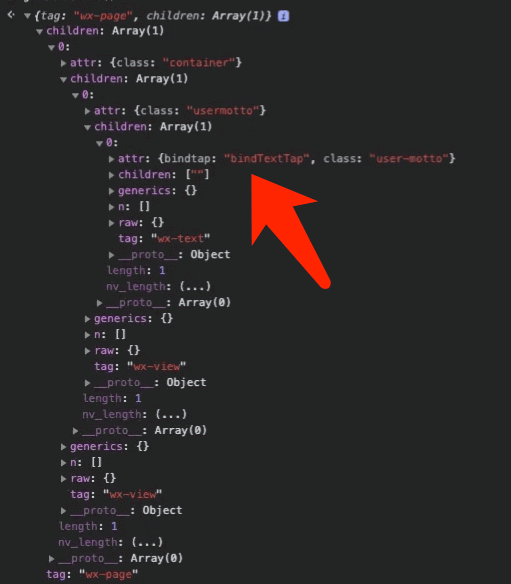 {tag: "wx-page", children: Array(1)} i
children: Array(1)
0:
attr: {class: "container"}
children: Array(1)
0:
attr: {class: "usermotto"}
children: Array(1)
0:
attr: {bindtap: "bindTextTap", class: "user-motto"}
children: [""]
generics: {}
n: []
raw: {}
tag: "wx-text"
__proto__: Object
length: 1
nv_length: (...)
__proto__: Array(0)
generics: {}
n: []
raw: {}
tag: "wx-view"
__proto__: Object
length: 1
nv_length: (...)
__proto__: Array(0)
generics: {}
n: []
raw: {}
tag: "wx-view"
__proto__: Object
length: 1
nv_length: (...)
__proto__: Array(0)
tag: "wx-page"